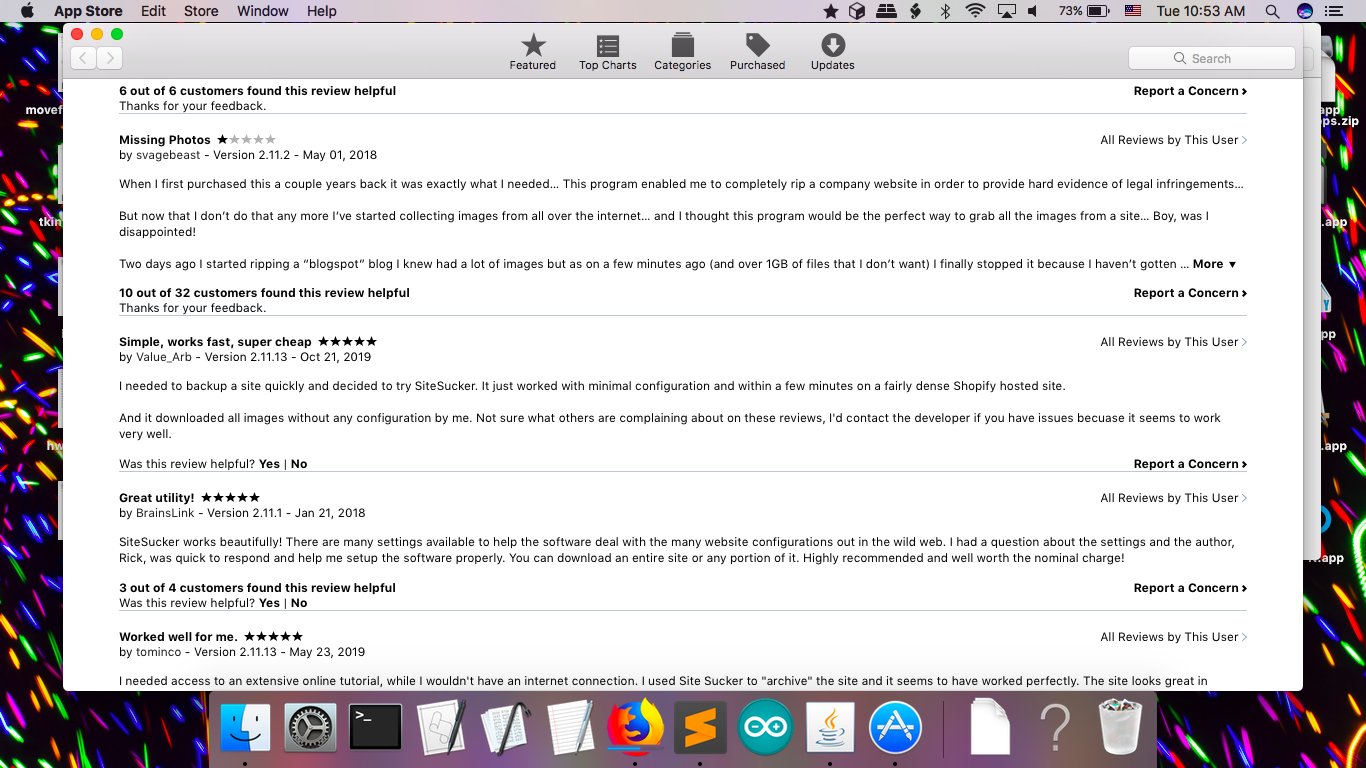 App Store Edit Store Window Help 73% Tue 10:53 AM
Featured Top Charts Categories Purchased Updates Search
6 out of 6 customers found this review helpful Report a Concern
Thanks for your feedback.
Missing Photos All Reviews by This User
by svagebeast - Version 2.11.2 - May 01, 2018
When I first purchased this a couple years back it was exactly what I needed... This program enabled me to completely rip a company website in order to provide hard evidence of legal infringements...
But now that I don't do that any more I've started collecting images from all over the internet... and I thought this program would be the perfect way to grab all the images from a site... Boy, was I
disappointed!
Two days ago I started ripping a “blogspot” blog I knew had a lot of images but as on a few minutes ago (and over 1GB of files that I don't want) I finally stopped it because I haven't gotten ... More
10 out of 32 customers found this review helpful Report a Concern
Thanks for your feedback.
Simple, works fast, super cheap All Reviews by This User
by Value_Arb - Version 2.11.13 - Oct 21, 2019
I needed to backup a site quickly and decided to try SiteSucker. It just worked with minimal configuration and within a few minutes on a fairly dense Shopify hosted site.
And it downloaded all images without any configuration by me. Not sure what others are complaining about on these reviews, I'd contact the developer if you have issues becuase it seems to work
very well.
Was this review helpful? Yes | No Report a Concern
Great utility! All Reviews by This User
by BrainsLink - Version 2.11.1 - Jan 21, 2018
SiteSucker works beautifully! There are many settings available to help the software deal with the many website configurations out in the wild web. I had a question about the settings and the author,
Rick, was quick to respond and help me setup the software properly. You can download an entire site or any portion of it. Highly recommended and well worth the nominal charge!
3 out of 4 customers found this review helpful Report a Concern
Was this review helpful? Yes | No
Worked well for me. All Reviews by This User
by tominco - Version 2.11.13 - May 23, 2019
I needed access to an extensive online tutorial, while I wouldn't have an internet connection. I used Site Sucker to "archive" the site and it seems to have worked perfectly. The site looks great in
movef
tkin
hw
.app
ps.zip
.app
pp
.app
.app